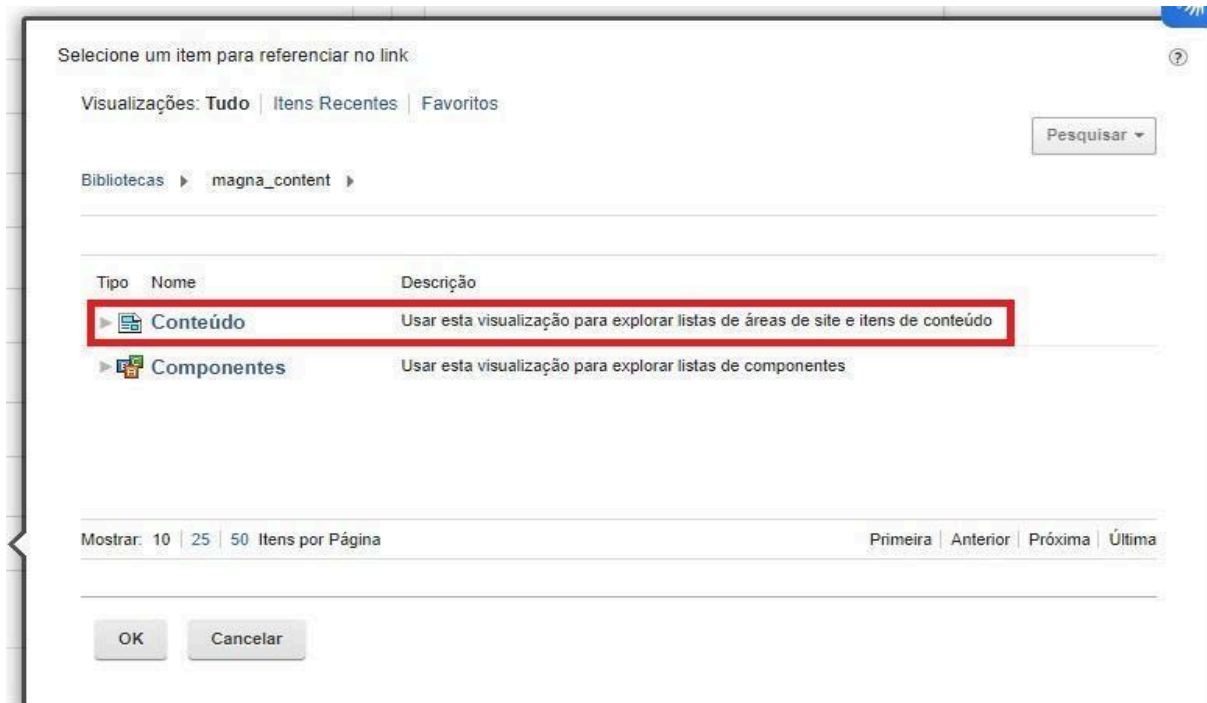 Selecione um item para referenciar no link
Visualizações: Tudo | Itens Recentes | Favoritos
Pesquisar
Bibliotecas magna_content
Tipo Nome Descrição
Conteúdo Usar esta visualização para explorar listas de áreas de site e itens de conteúdo
Componentes Usar esta visualização para explorar listas de componentes
Mostrar: 10 | 25 | 50 Itens por Página Primeira | Anterior | Próxima | Última
OK Cancelar